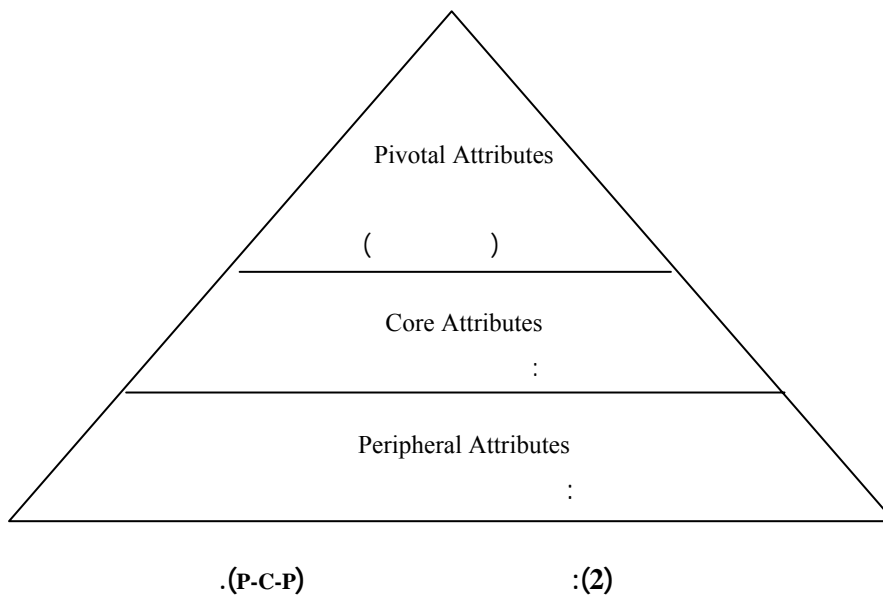 Pivotal Attributes
( )
Core Attributes
:
Peripheral Attributes
:
:(2) .(P-C-P)